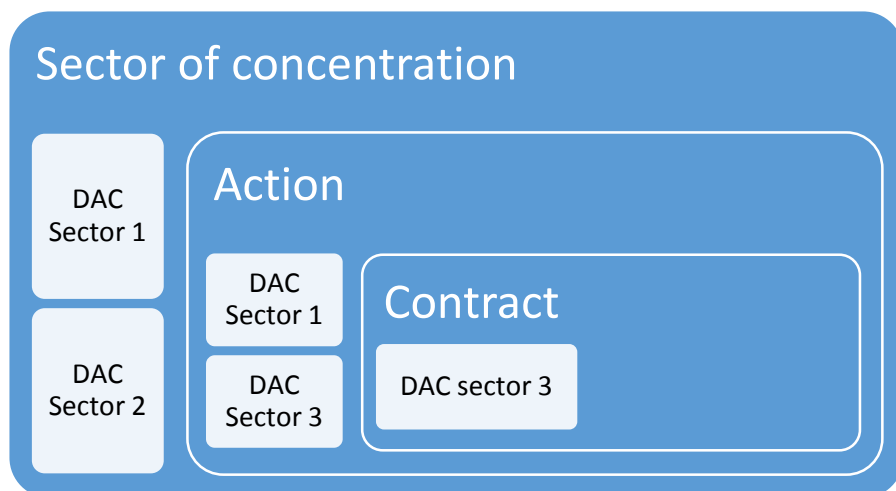 Sector of concentration
DAC
Sector 1
DAC
Sector 2
Action
DAC
Sector 1
DAC
Sector 3
Contract
DAC sector 3